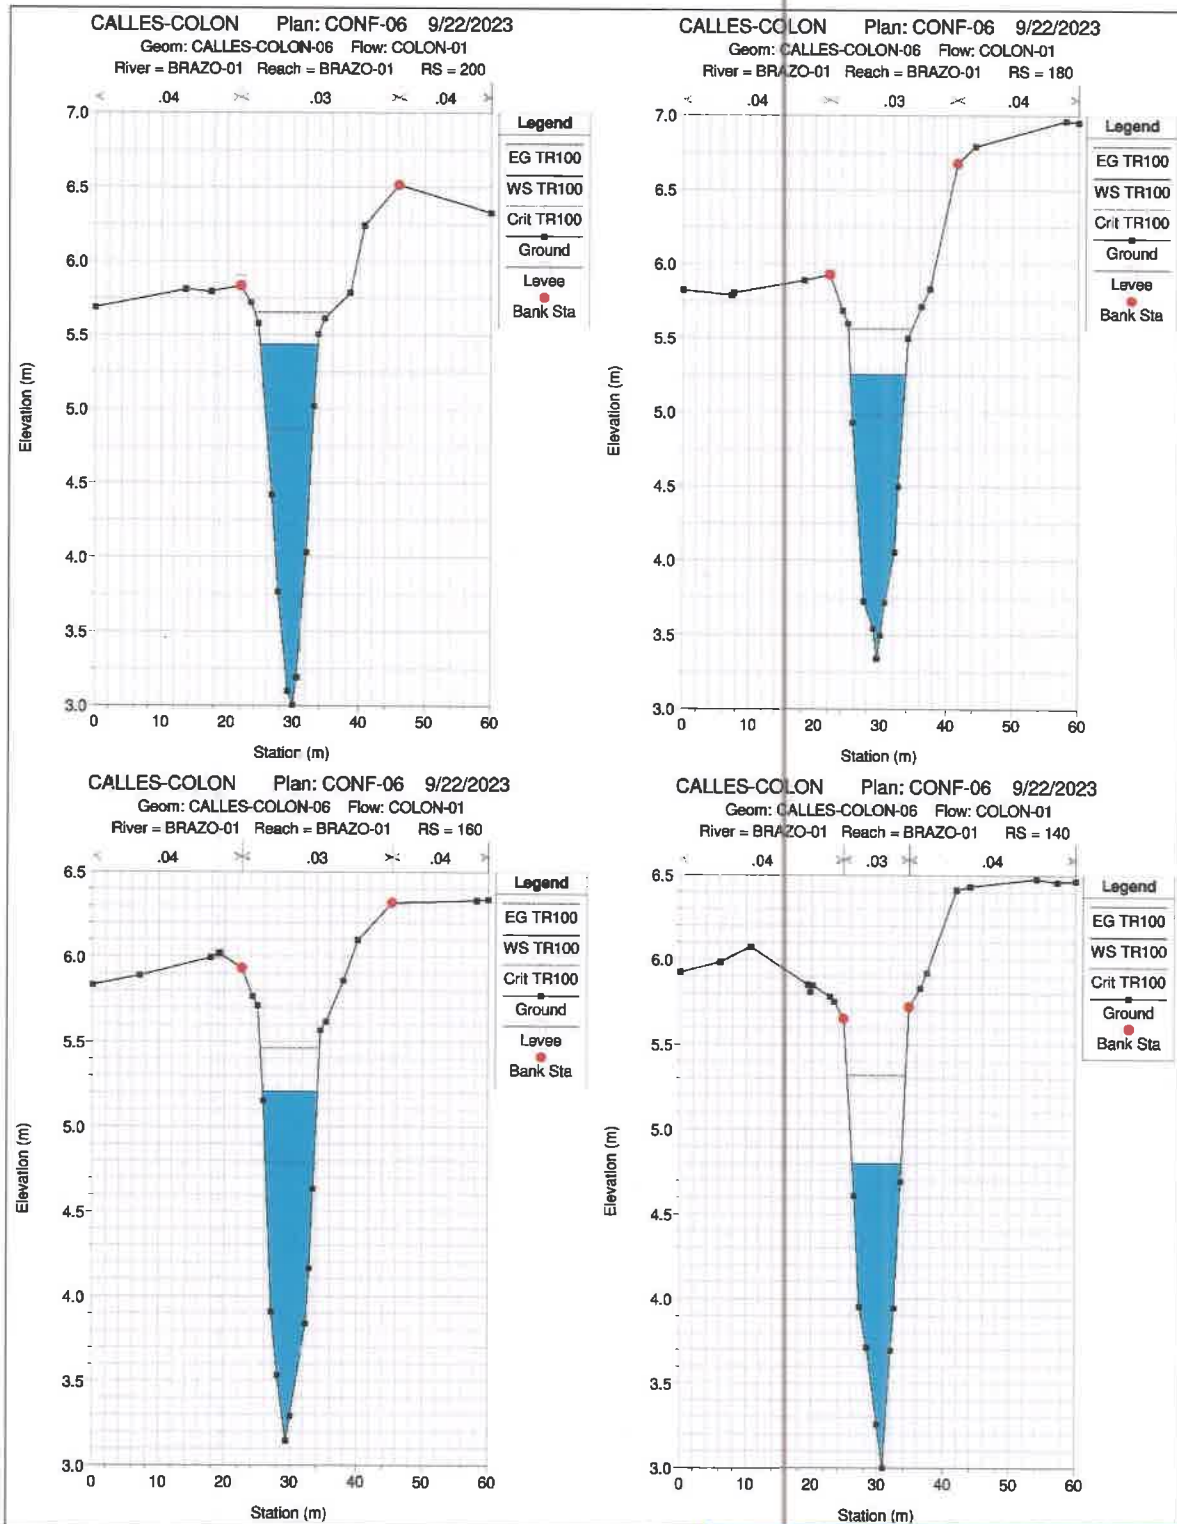 CALLES-COLON Plan: CONF-06 9/22/2023
Geom: CALLES-COLON-06 Flow: COLON-01
River = BRAZO-01 Reach = BRAZO-01 RS = 200
.04 .03 .04
Legend
EG TR100
WS TR100
Crit TR100
Ground
Levee
Bank Sta
7.0
6.5
6.0
5.5
5.0
4.5
4.0
3.5
3.0
Elevation (m)
0 10 20 30 40 50 60
Station (m)
CALLES-COLON Plan: CONF-06 9/22/2023
Geom: CALLES-COLON-06 Flow: COLON-01
River = BRAZO-01 Reach = BRAZO-01 RS = 180
.04 .03 .04
Legend
EG TR100
WS TR100
Crit TR100
Ground
Levee
Bank Sta
7.0
6.5
6.0
5.5
5.0
4.5
4.0
3.5
3.0
Elevation (m)
0 10 20 30 40 50 60
Station (m)
CALLES-COLON Plan: CONF-06 9/22/2023
Geom: CALLES-COLON-06 Flow: COLON-01
River = BRAZO-01 Reach = BRAZO-01 RS = 160
.04 .03 .04
Legend
EG TR100
WS TR100
Crit TR100
Ground
Levee
Bank Sta
6.5
6.0
5.5
5.0
4.5
4.0
3.5
3.0
Elevation (m)
0 10 20 30 40 50 60
Station (m)
CALLES-COLON Plan: CONF-06 9/22/2023
Geom: CALLES-COLON-06 Flow: COLON-01
River = BRAZO-01 Reach = BRAZO-01 RS = 140
.04 .03 .04
Legend
EG TR100
WS TR100
Crit TR100
Ground
Bank Sta
6.5
6.0
5.5
5.0
4.5
4.0
3.5
3.0
Elevation (m)
0 10 20 30 40 50 60
Station (m)